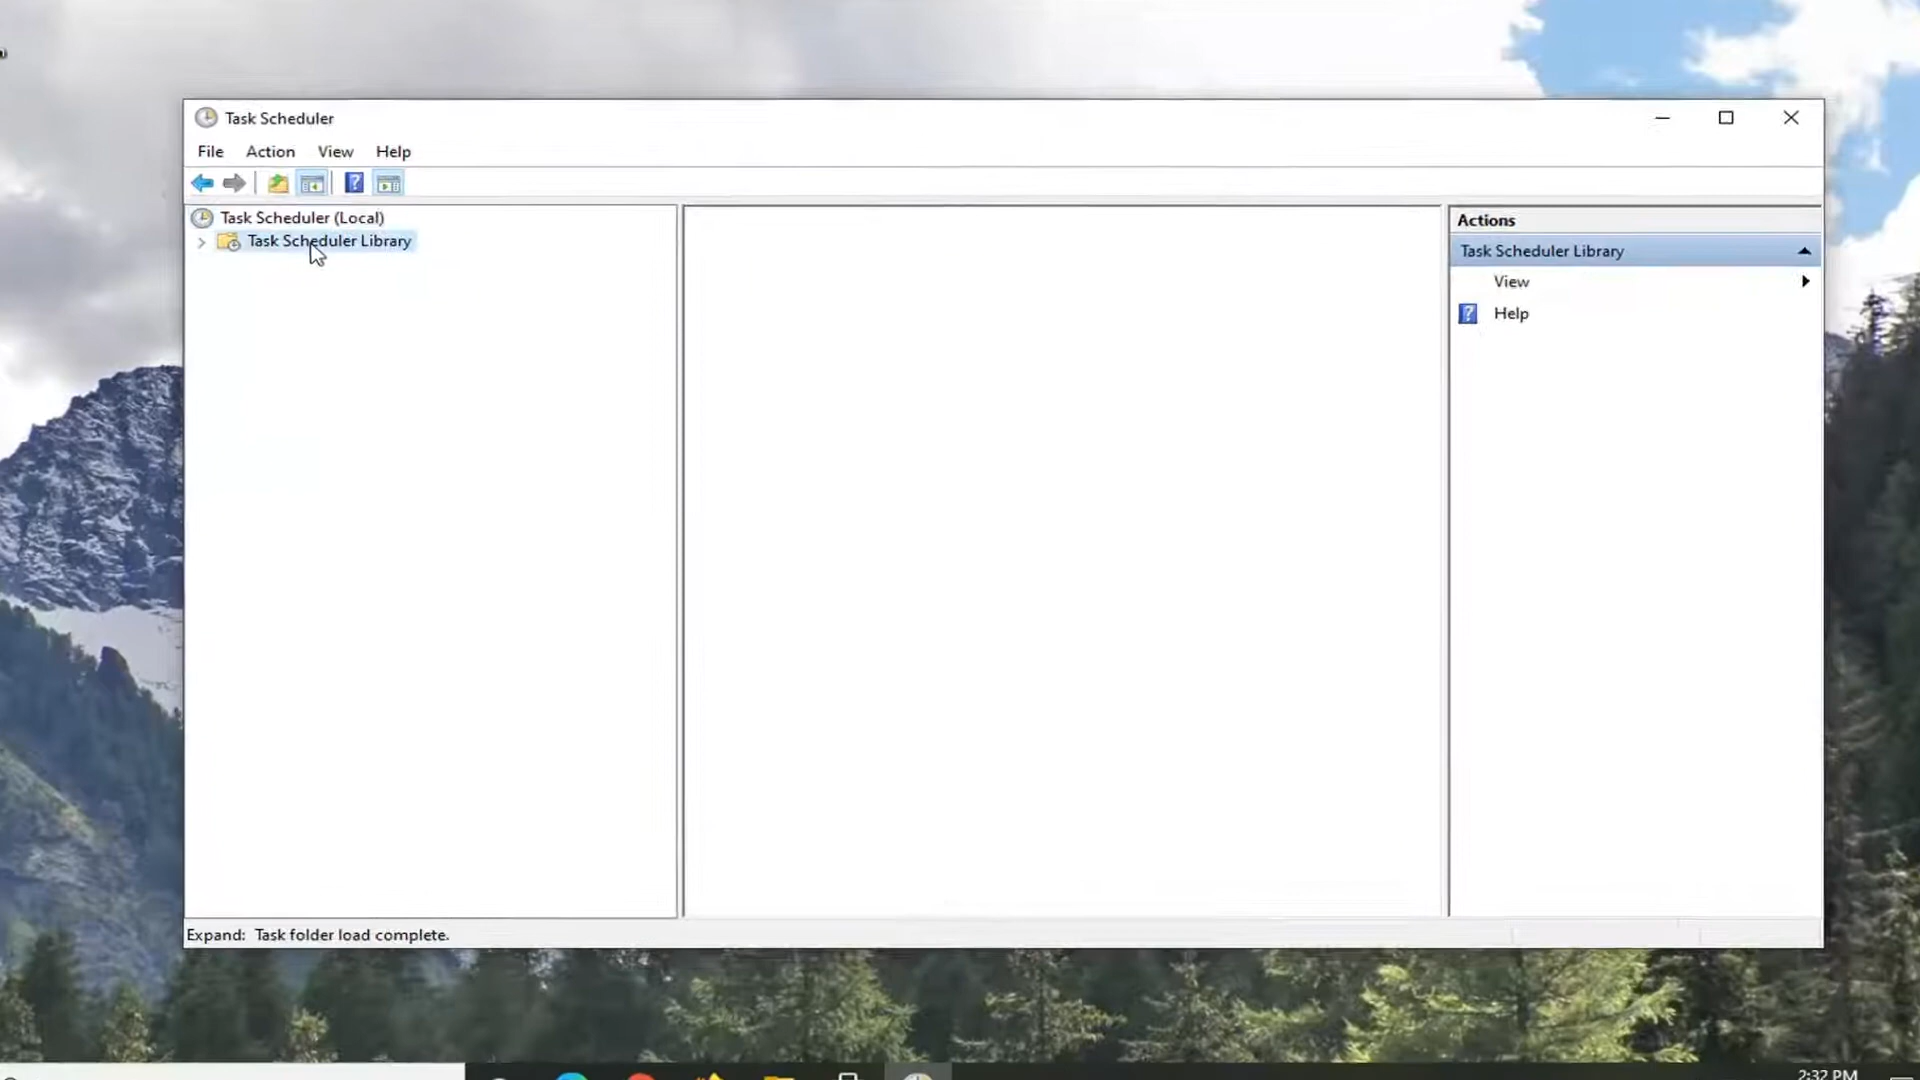 Task Scheduler
File Action View Help
Task Scheduler (Local)
Task Scheduler Library
Actions
Task Scheduler Library
View
Help
Expand: Task folder load complete.
2:32 PM